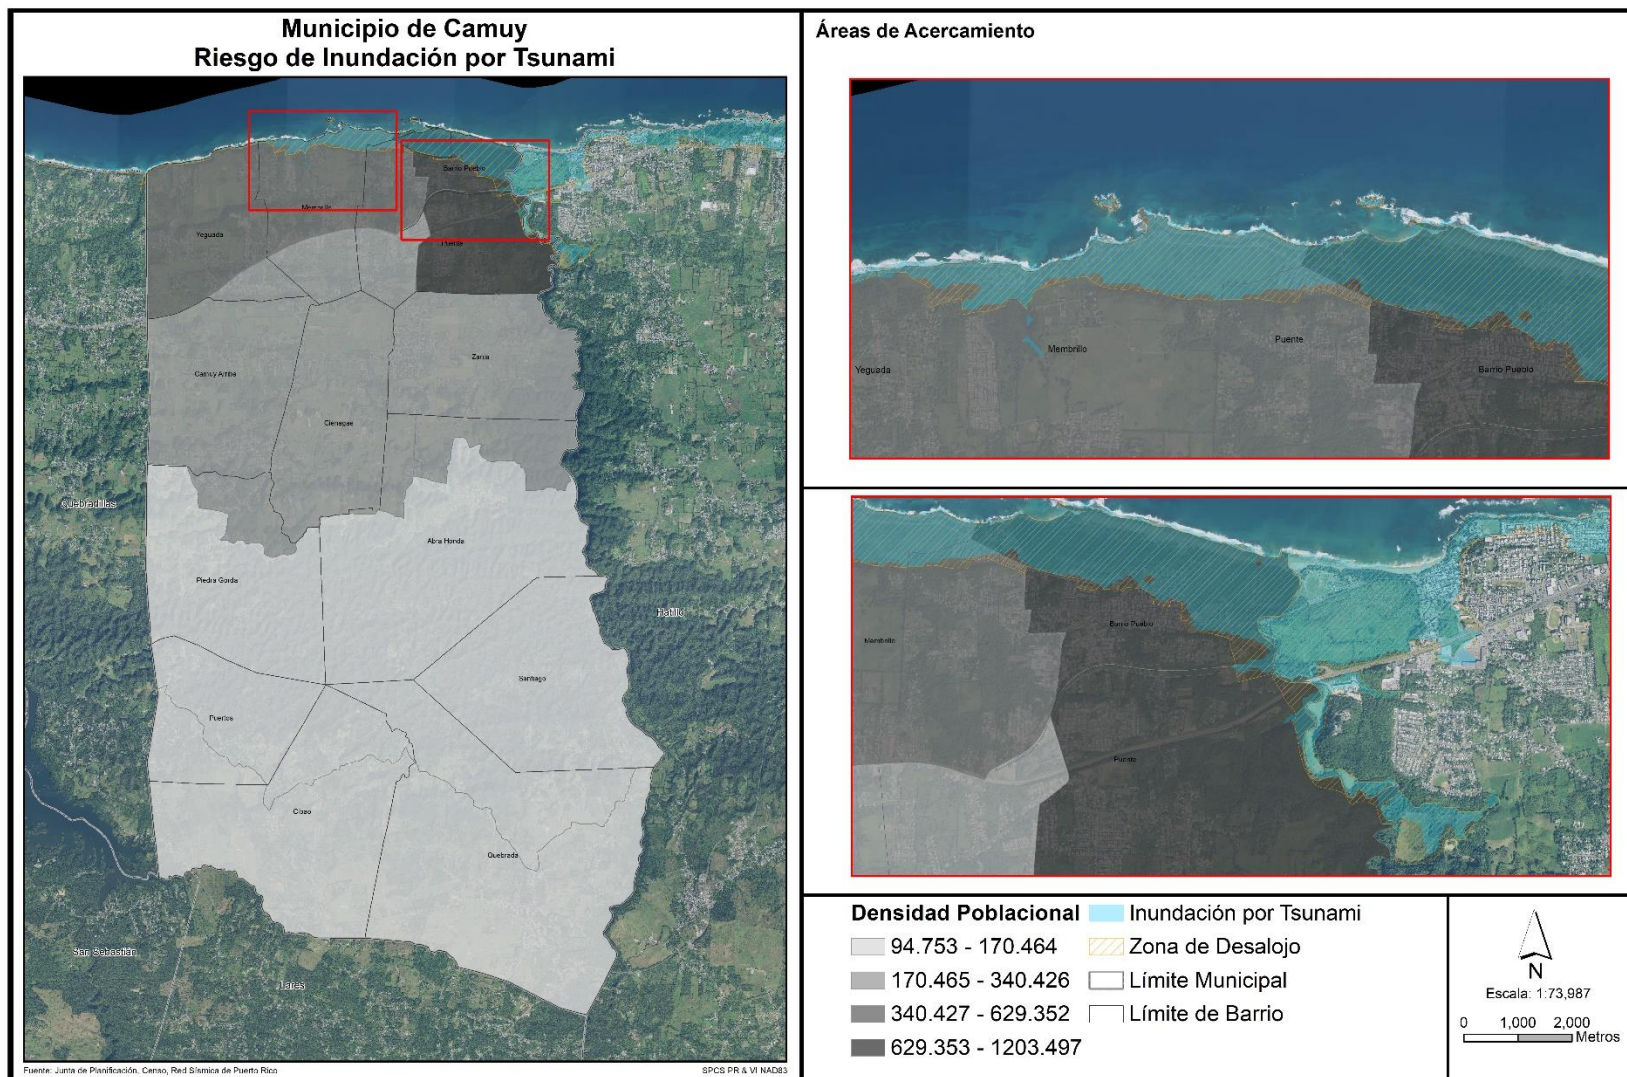 Municipio de Camuy
Riesgo de Inundación por Tsunami
Barrio Pueblo
Membrillo
Yeguada
Puente
Zanja
Camuy Arriba
Cienagas
Quebradillas
Abra Honda
Piedra Gorda
Hatillo
Santiago
Puertos
Cibao
Quebrada
San Sebastián
Lares
Fuente: Junta de Planificación, Censo, Red Sísmica de Puerto Rico
SPCS PR & VI NAD83
Áreas de Acercamiento
Puente
Membrillo
Yeguada
Barrio Pueblo
Barrio Pueblo
Membrillo
Puente
Densidad Poblacional
94.753 - 170.464
170.465 - 340.426
340.427 - 629.352
629.353 - 1203.497
Inundación por Tsunami
Zona de Desalojo
Límite Municipal
Límite de Barrio
N
Escala: 1:73,987
0 1,000 2,000
Metros